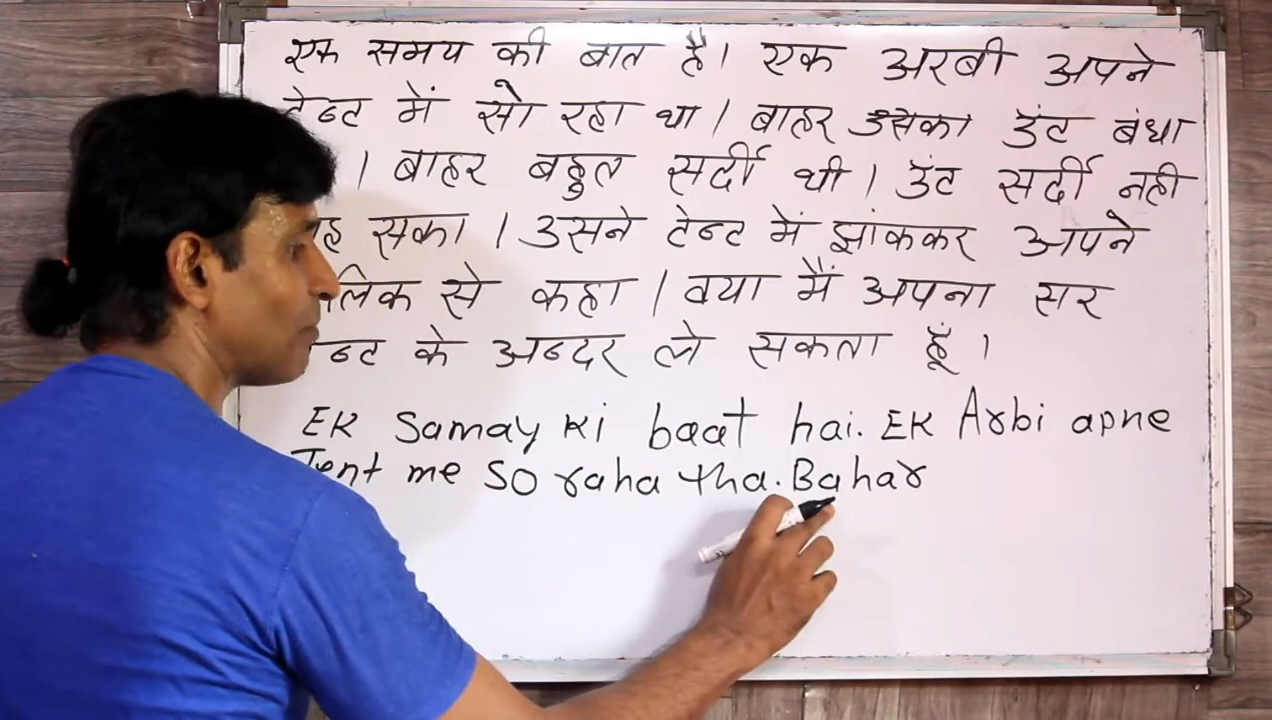 एक समय की बात है। एक अरबी अपने
टेन्ट में सो रहा था। बाहर उसका उंट बंधा
। बाहर बहुत सर्दी थी। उंट सर्दी नही
सका। उसने टेन्ट में झांककर अपने
से कहा। क्या मैं अपना सर
के अन्दर ले सकता हूँ।
EK Samay Ki baat hai. EK Arbi apne
Tent me so raha tha. Bahar